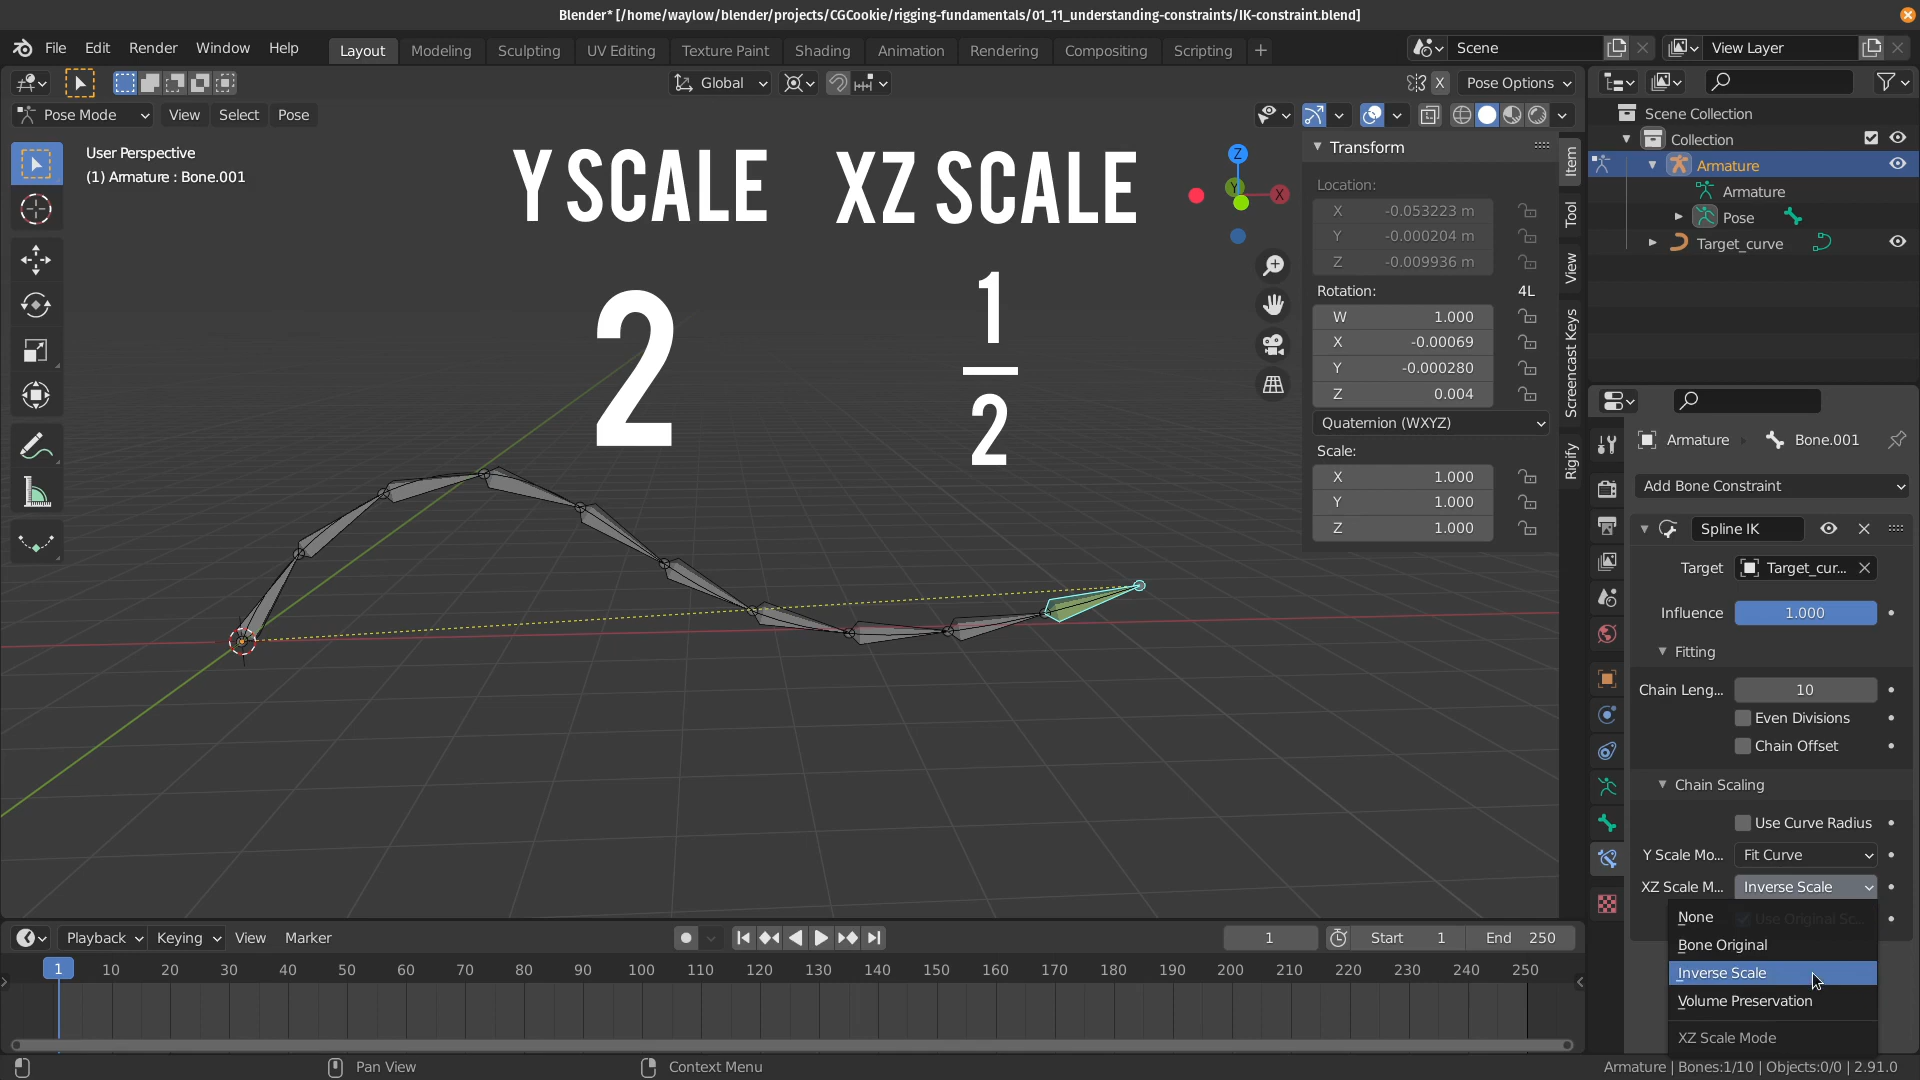 Blender* [/home/waylow/blender/projects/CGCookie/rigging-fundamentals/01_11_understanding-constraints/IK-constraint.blend]
File Edit Render Window Help Layout Modeling Sculpting UV Editing Texture Paint Shading Animation Rendering Compositing Scripting + Scene View Layer
Global X Pose Options
Pose Mode View Select Pose
User Perspective
(1) Armature : Bone.001
Y SCALE XZ SCALE
2
1
2
Z
Y
X
Transform
Location:
X -0.053223 m
Y -0.000204 m
Z -0.009936 m
Rotation: 4L
W 1.000
X -0.00069
Y -0.000280
Z 0.004
Quaternion (WXYZ)
Scale:
X 1.000
Y 1.000
Z 1.000
Item
Tool
View
Screencast Keys
Rigify
Scene Collection
Collection
Armature
Armature
Pose
Target_curve
Armature Bone.001
Add Bone Constraint
Spline IK
Target Target_cur...
Influence 1.000
Fitting
Chain Leng... 10
Even Divisions
Chain Offset
Chain Scaling
Use Curve Radius
Y Scale Mo... Fit Curve
XZ Scale M... Inverse Scale
Use Original Sc...
None
Bone Original
Inverse Scale
Volume Preservation
XZ Scale Mode
Playback Keying View Marker 1 Start 1 End 250
1 10 20 30 40 50 60 70 80 90 100 110 120 130 140 150 160 170 180 190 200 210 220 230 240 250
Pan View Context Menu Armature | Bones:1/10 | Objects:0/0 | 2.91.0